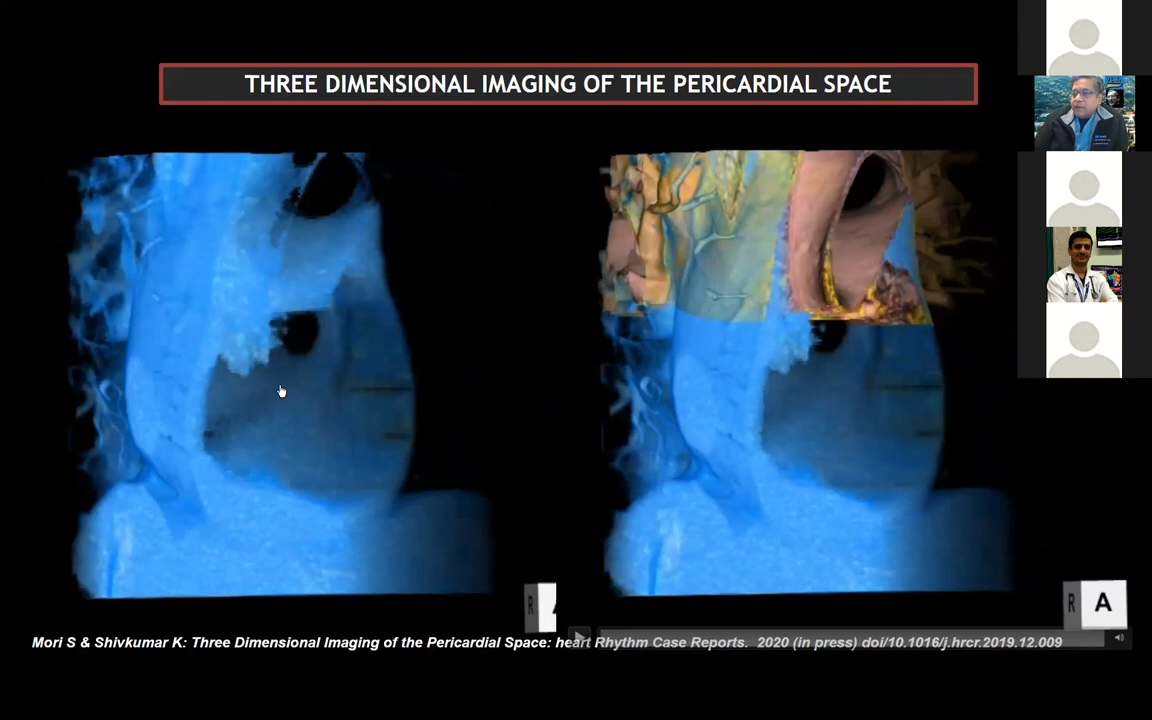 THREE DIMENSIONAL IMAGING OF THE PERICARDIAL SPACE
R
R A
Mori S & Shivkumar K: Three Dimensional Imaging of the Pericardial Space: heart Rhythm Case Reports. 2020 (in press) doi/10.1016/j.hrcr.2019.12.009